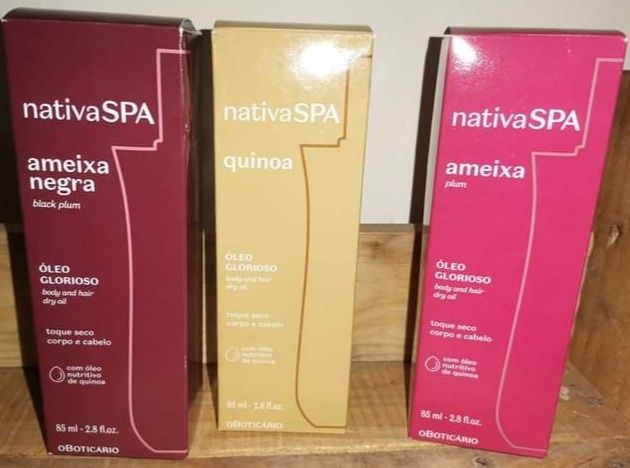 nativaSPA
ameixa
negra
black plum
ÓLEO
GLORIOSO
body and hair
dry oil
toque seco
corpo e cabelo
com óleo
nutritivo
de quinoa
85 ml - 2.8 fl oz.
oBOTICÁRIO
nativaSPA
quinoa
ÓLEO
GLORIOSO
body and hair
dry oil
toque seco
corpo e cabelo
com óleo
nutritivo
de quinoa
85 ml - 2.8 fl oz.
oBOTICÁRIO
nativaSPA
ameixa
plum
ÓLEO
GLORIOSO
body and hair
dry oil
toque seco
corpo e cabelo
com óleo
nutritivo
de quinoa
85 ml - 2.8 fl oz.
oBOTICÁRIO